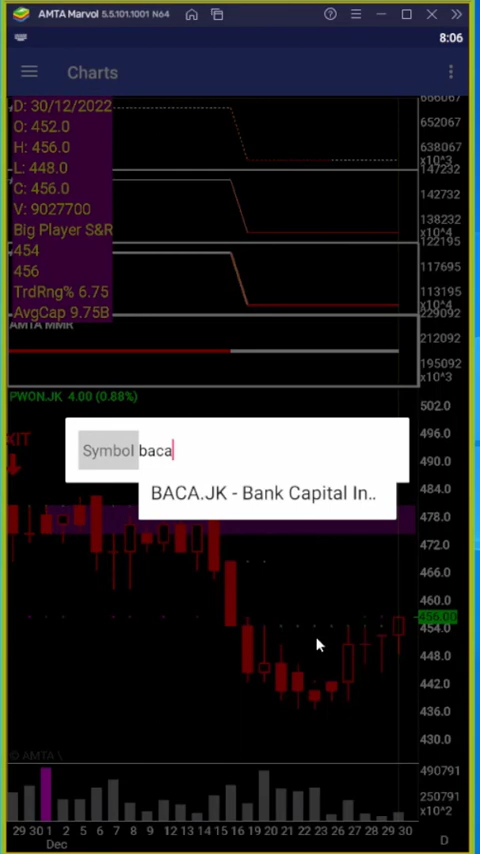 AMTA Marvol 5.5.101.1001 N64
8:06
Charts
D: 30/12/2022
O: 452.0
H: 456.0
L: 448.0
C: 456.0
V: 9027700
Big Player S&R
454
456
TrdRng% 6.75
AvgCap 9.75B
AMTA MMR
666067
652067
638067
x10^3
147232
142732
138232
x10^4
122195
117695
113195
x10^4
229092
212092
195092
x10^3
PWON.JK 4.00 (0.88%)
502.0
496.0
490.0
484.0
478.0
472.0
466.0
460.0
456.00
454.0
448.0
442.0
436.0
430.0
Symbol baca
BACA.JK - Bank Capital In..
AMTA \
490791
250791
x10^2
29 30 1 2 5 6 7 8 9 12 13 14 15 16 19 20 21 22 23 26 27 28 29 30
Dec
D